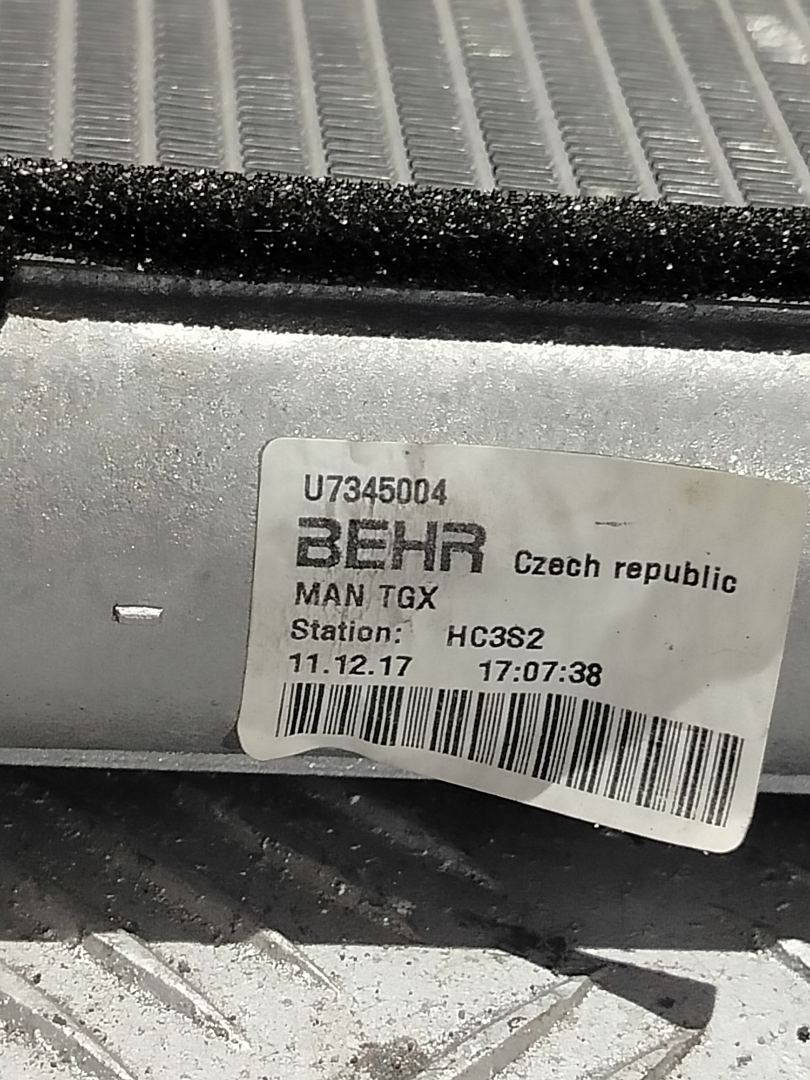 U7345004
BEHR Czech republic
MAN TGX
Station: HC3S2
11.12.17 17:07:38